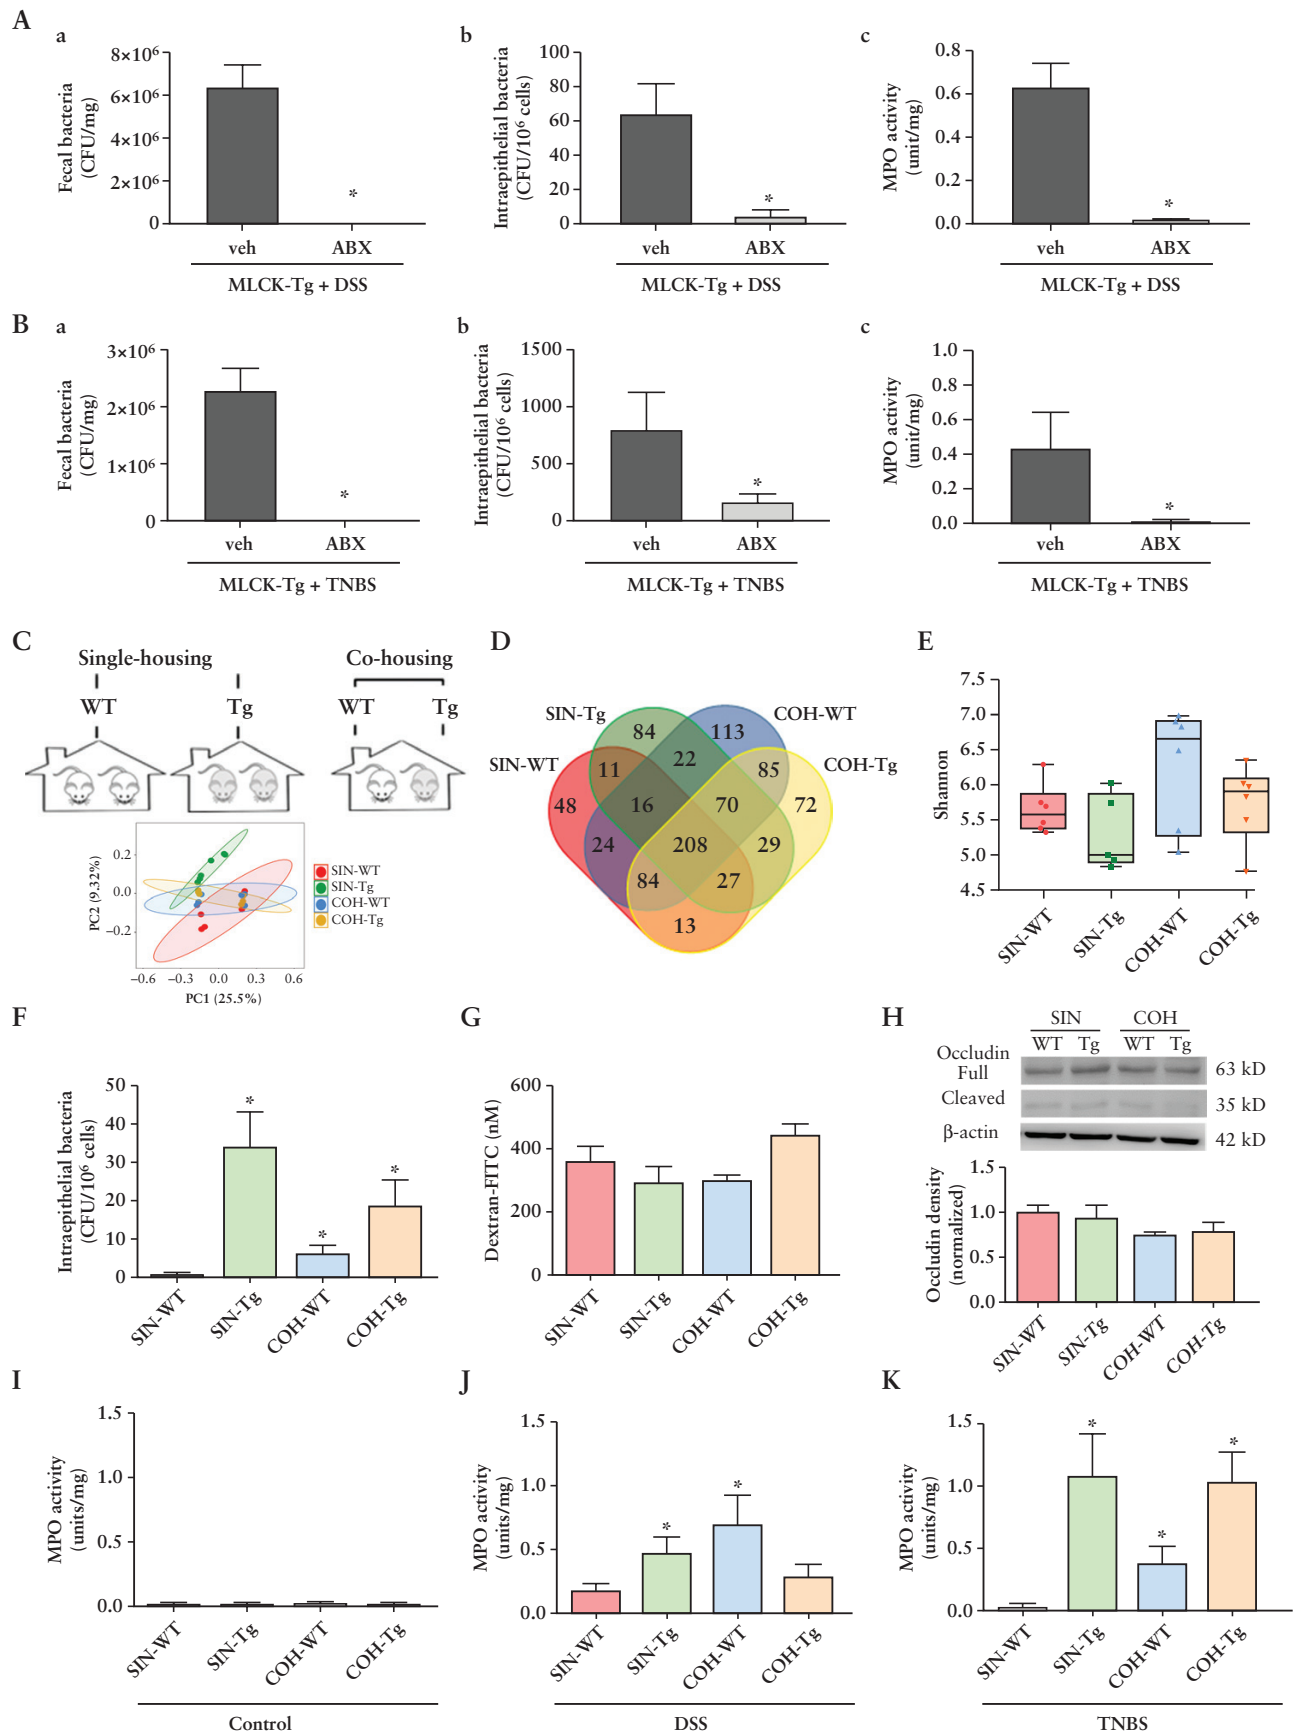 A
a
8×10⁶
6×10⁶
4×10⁶
2×10⁶
0
Fecal bacteria
(CFU/mg)
*
veh
ABX
MLCK-Tg + DSS
b
100
80
60
40
20
0
Intraepithelial bacteria
(CFU/10⁶ cells)
*
veh
ABX
MLCK-Tg + DSS
c
0.8
0.6
0.4
0.2
0
MPO activity
(unit/mg)
*
veh
ABX
MLCK-Tg + DSS
B
a
3×10⁶
2×10⁶
1×10⁶
0
Fecal bacteria
(CFU/mg)
*
veh
ABX
MLCK-Tg + TNBS
b
1500
1000
500
0
Intraepithelial bacteria
(CFU/10⁶ cells)
*
veh
ABX
MLCK-Tg + TNBS
c
1.0
0.8
0.6
0.4
0.2
0.0
MPO activity
(unit/mg)
*
veh
ABX
MLCK-Tg + TNBS
C
Single-housing
Co-housing
WT
Tg
WT
Tg
0.2
0.0
−0.2
PC2 (9.32%)
−0.6
−0.3
0.0
0.3
0.6
PC1 (25.5%)
SIN-WT
SIN-Tg
COH-WT
COH-Tg
D
SIN-Tg
COH-WT
SIN-WT
COH-Tg
84
113
22
11
85
48
16
70
72
24
208
29
84
27
13
E
7.5
7.0
6.5
6.0
5.5
5.0
4.5
Shannon
SIN-WT
SIN-Tg
COH-WT
COH-Tg
F
50
40
30
20
10
0
Intraepithelial bacteria
(CFU/10⁶ cells)
*
*
*
SIN-WT
SIN-Tg
COH-WT
COH-Tg
G
600
400
200
0
Dextran-FITC (nM)
SIN-WT
SIN-Tg
COH-WT
COH-Tg
H
SIN
COH
WT
Tg
WT
Tg
Occludin
Full
63 kD
Cleaved
35 kD
β-actin
42 kD
1.5
1.0
0.5
0.0
Occludin density
(normalized)
SIN-WT
SIN-Tg
COH-WT
COH-Tg
I
1.5
1.0
0.5
0.0
MPO activity
(units/mg)
SIN-WT
SIN-Tg
COH-WT
COH-Tg
Control
J
1.5
1.0
0.5
0.0
MPO activity
(units/mg)
*
*
SIN-WT
SIN-Tg
COH-WT
COH-Tg
DSS
K
1.5
1.0
0.5
0.0
MPO activity
(units/mg)
*
*
*
SIN-WT
SIN-Tg
COH-WT
COH-Tg
TNBS